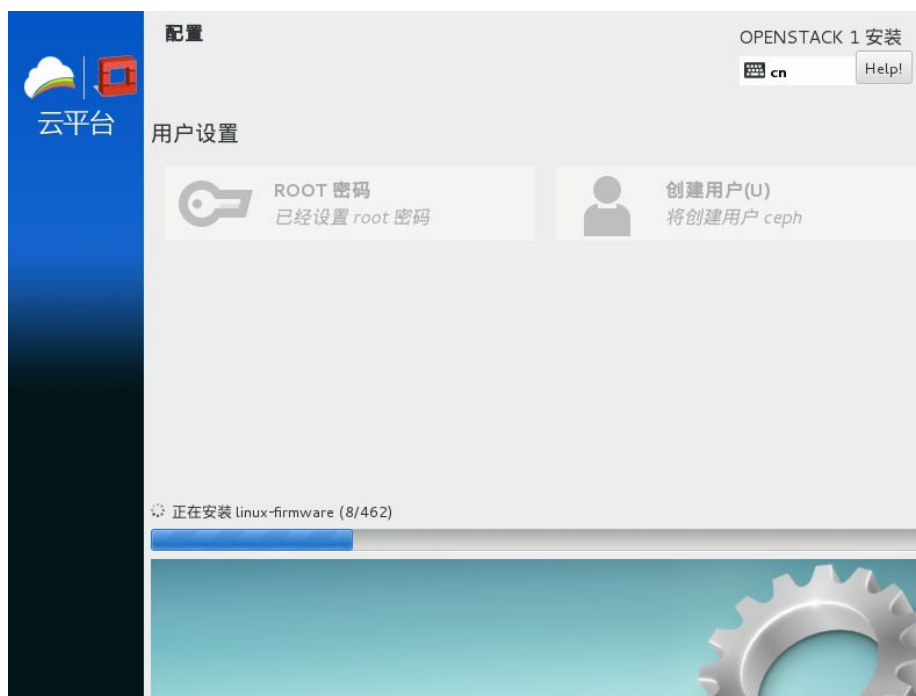 配置
OPENSTACK 1 安装
cn
Help!
云平台
用户设置
ROOT 密码
已经设置 root 密码
创建用户(U)
将创建用户 ceph
正在安装 linux-firmware (8/462)